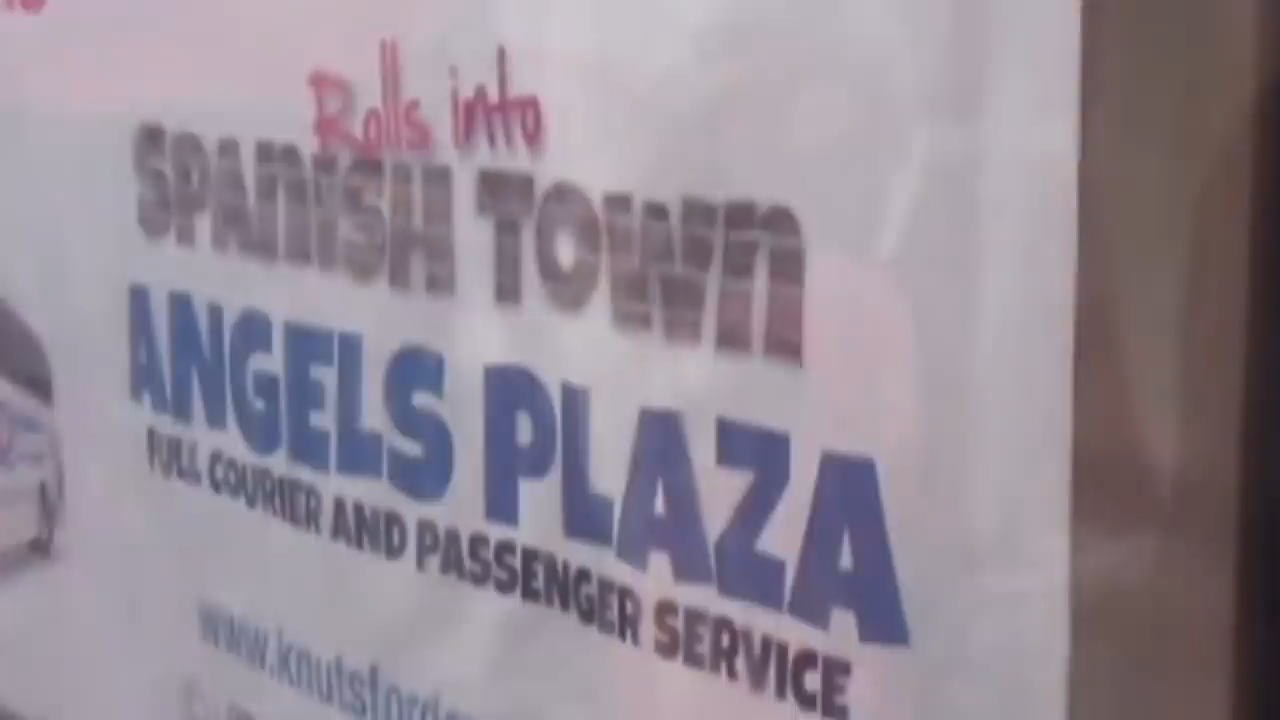 Rolls into
SPANISH TOWN
ANGELS PLAZA
FULL COURIER AND PASSENGER SERVICE